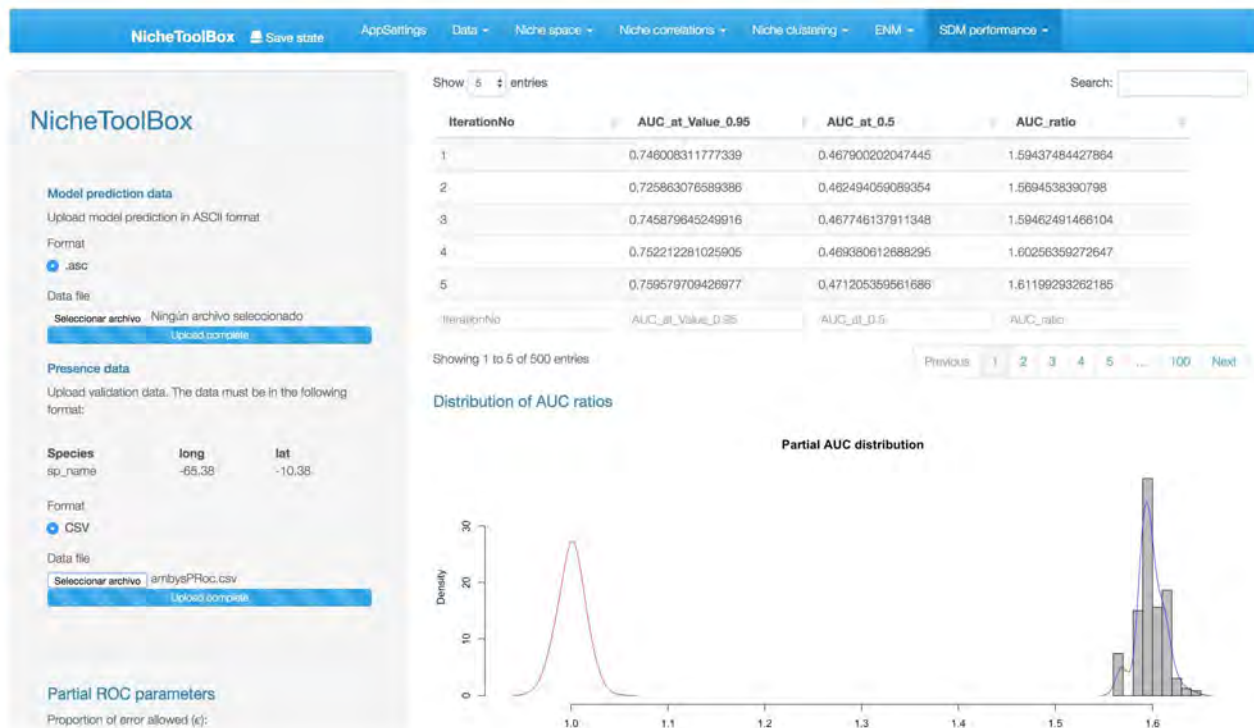 NicheToolBox Save state AppSettings Data Niche space Niche correlations Niche clustering ENM SDM performance
NicheToolBox
Model prediction data
Upload model prediction in ASCII format
Format
.asc
Data file
Seleccionar archivo Ningún archivo seleccionado
Upload complete
Presence data
Upload validation data. The data must be in the following
format:
Species long lat
sp_name -65.38 -10.38
Format
CSV
Data file
Seleccionar archivo ambysPRoc.csv
Upload complete
Partial ROC parameters
Proportion of error allowed (ε):
Show 5 entries Search:
IterationNo AUC_at_Value_0.95 AUC_at_0.5 AUC_ratio
1 0.746008311777339 0.467900202047445 1.59437484427864
2 0.725863076589386 0.462494059089354 1.5694538390798
3 0.745879645249916 0.467746137911348 1.59462491466104
4 0.752212281025905 0.469380612688295 1.60256359272647
5 0.759579709426977 0.471205359561686 1.61199293262185
IterationNo AUC_at_Value_0.95 AUC_at_0.5 AUC_ratio
Showing 1 to 5 of 500 entries Previous 1 2 3 4 5 ... 100 Next
Distribution of AUC ratios
Partial AUC distribution
Density
30
20
10
0
1.0 1.1 1.2 1.3 1.4 1.5 1.6